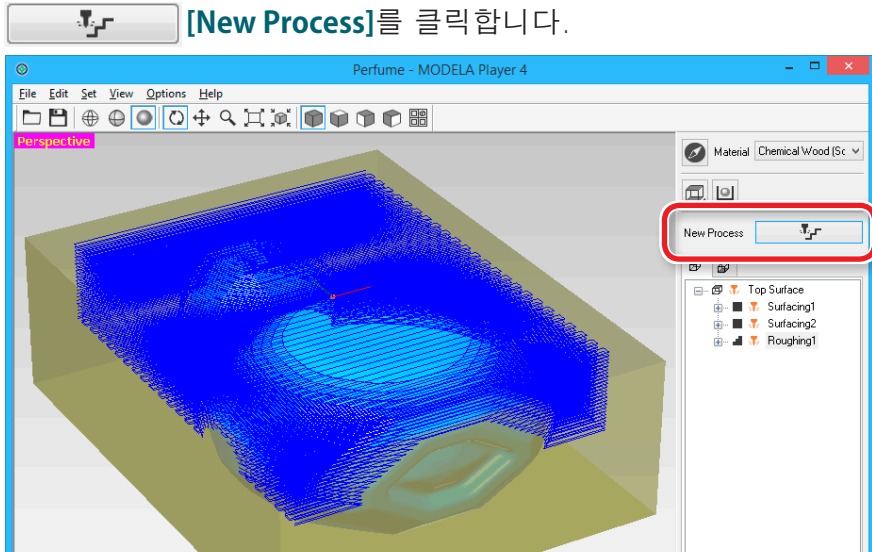 [New Process]를 클릭합니다.
Perfume - MODELA Player 4
File Edit Set View Options Help
Perspective
Material Chemical Wood (Sc
New Process
Top Surface
Surfacing1
Surfacing2
Roughing1